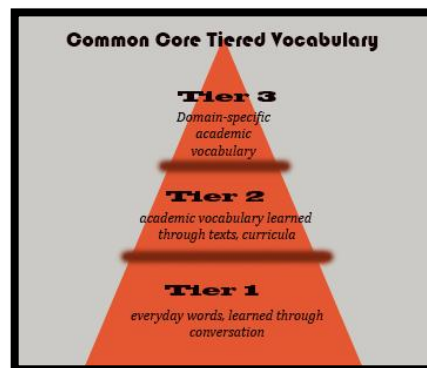 Common Core Tiered Vocabulary
Tier 3
Domain-specific
academic
vocabulary
Tier 2
academic vocabulary learned
through texts, curricula
Tier 1
everyday words, learned through
conversation